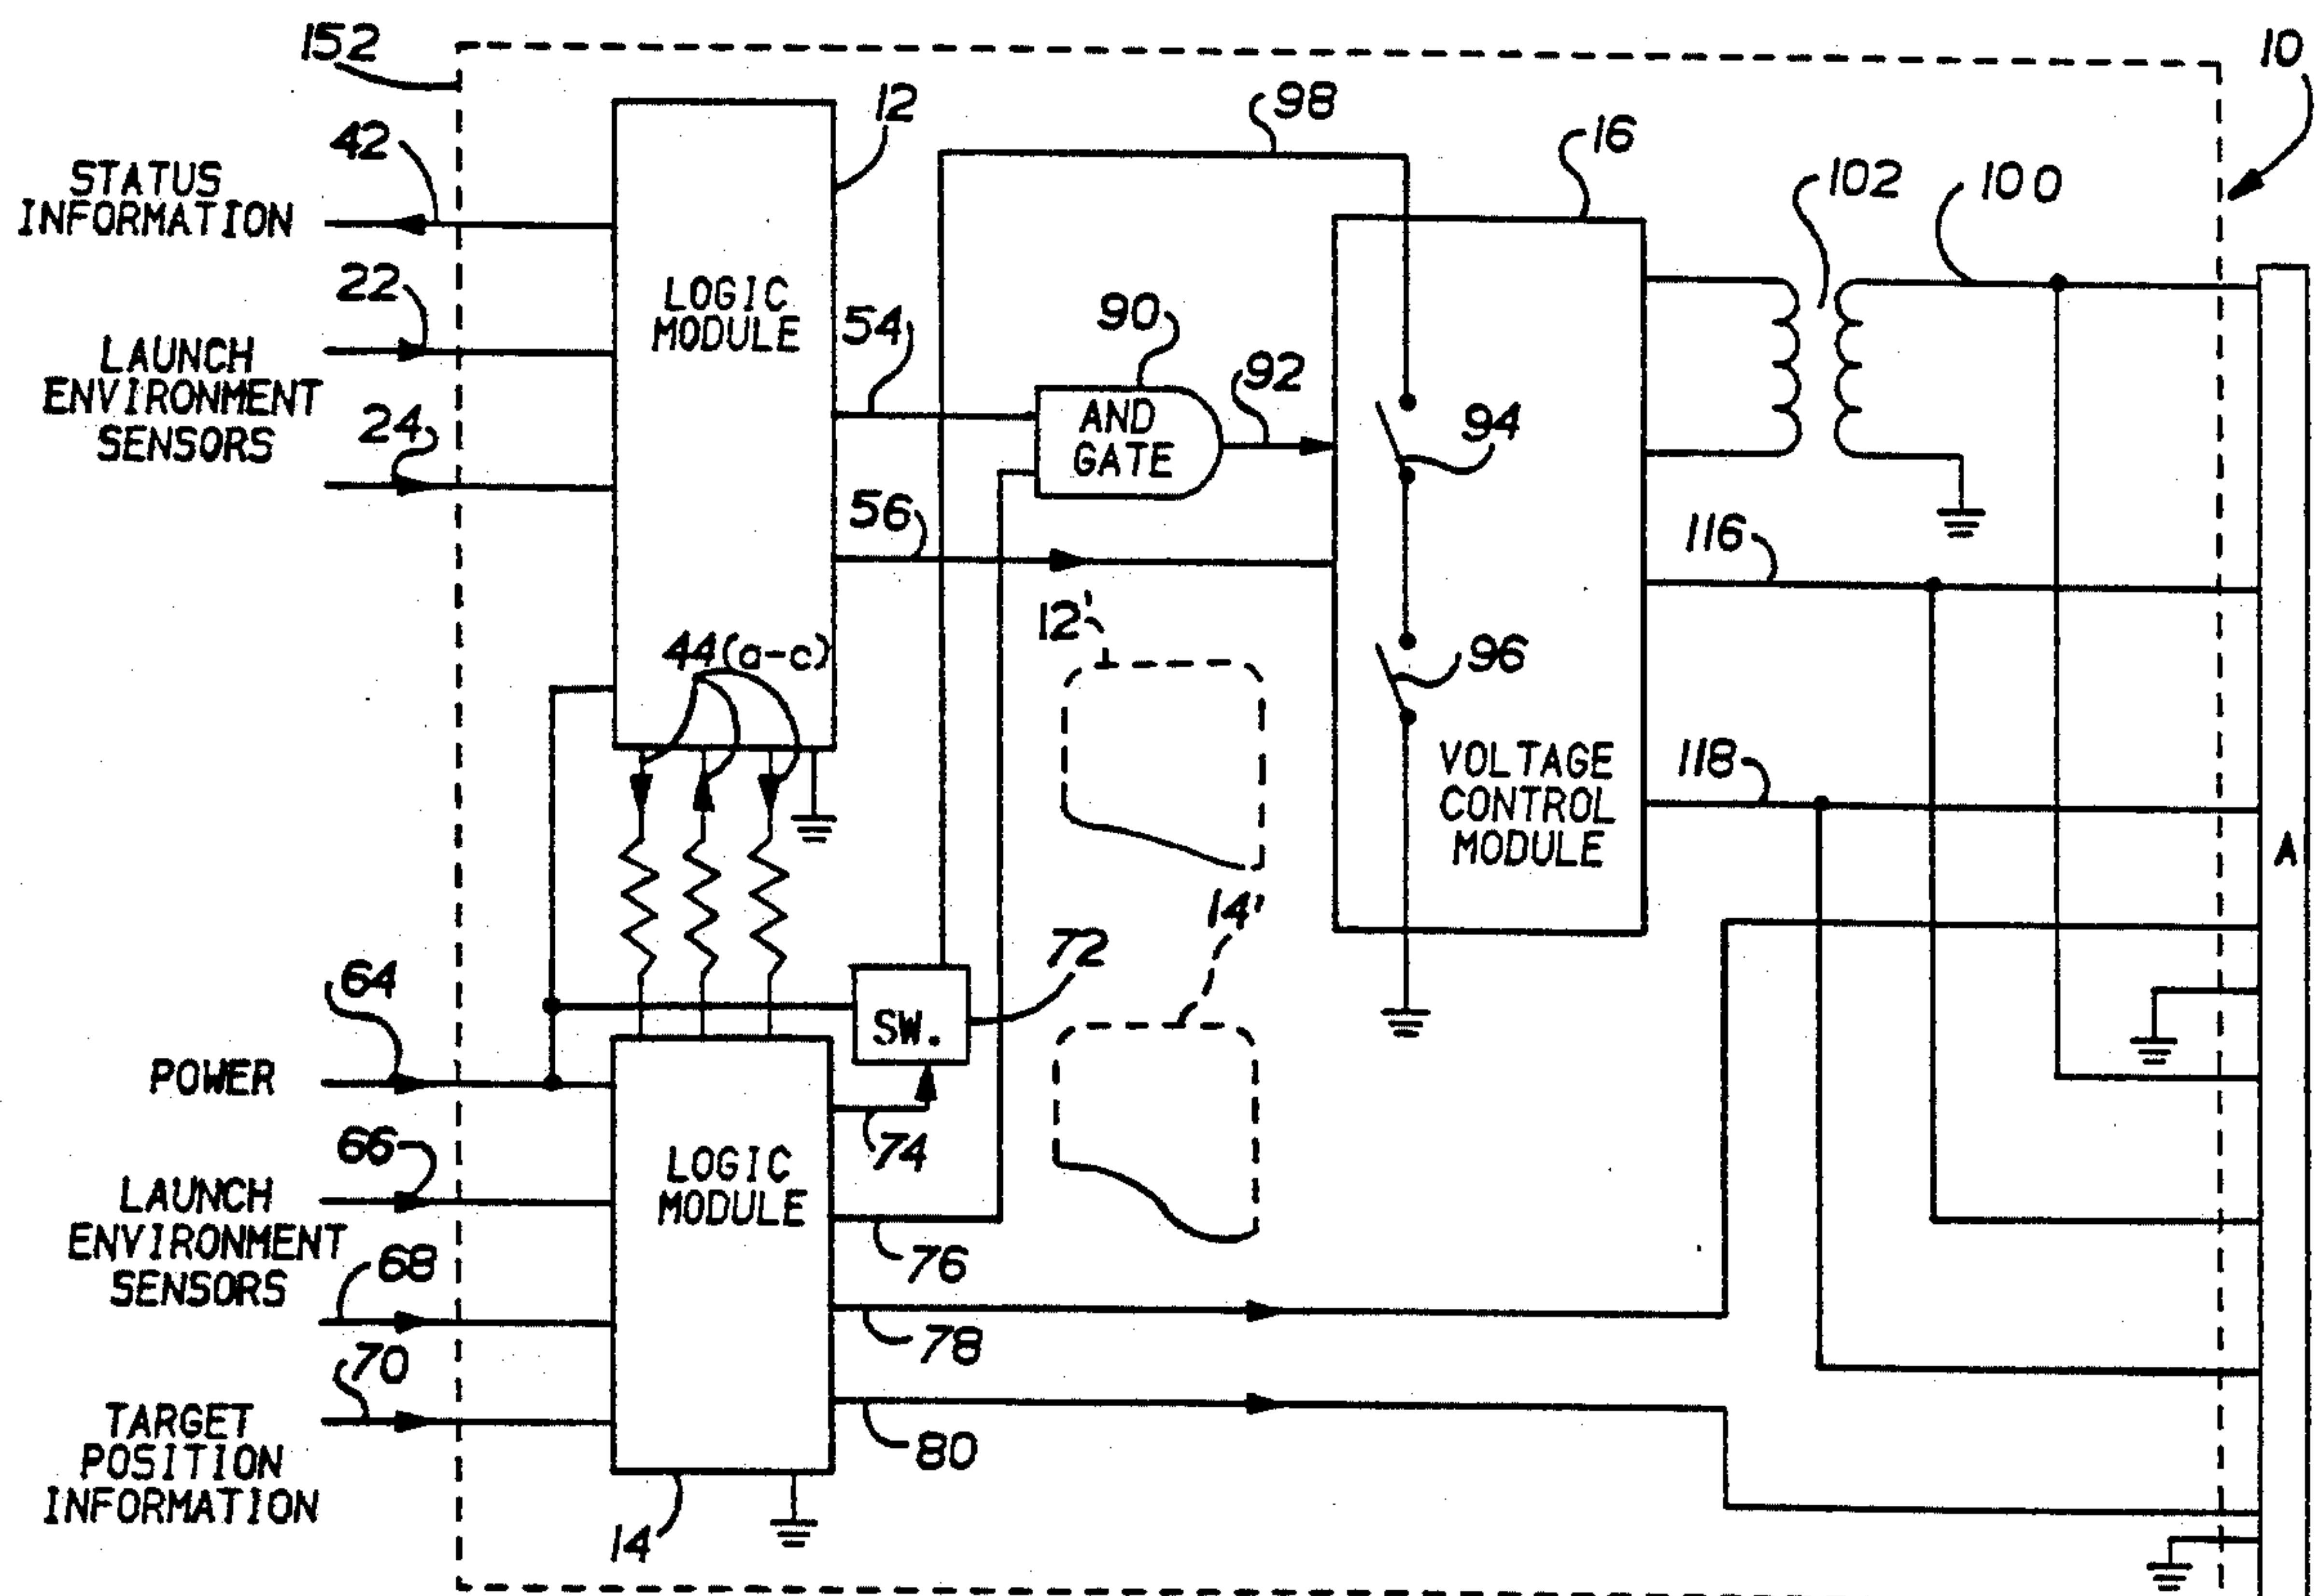 152
10
12
98
42
16
STATUS
INFORMATION
102
100
22
LOGIC
MODULE
54
90
LAUNCH
ENVIRONMENT
SENSORS
AND
GATE
92
94
24
56
116
12'
44(a-c)
96
118
VOLTAGE
CONTROL
MODULE
A
14'
72
64
SW.
POWER
66
74
LOGIC
MODULE
LAUNCH
ENVIRONMENT
SENSORS
68
76
78
70
TARGET
POSITION
INFORMATION
80
14